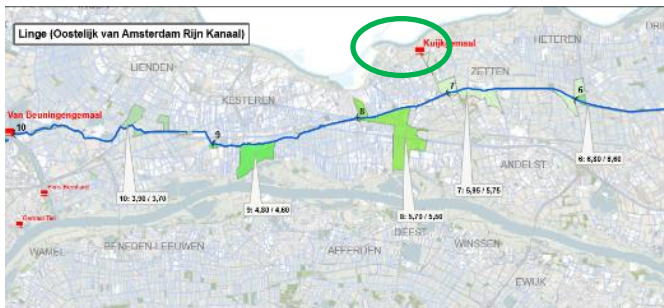 Linge (Oostelijk van Amsterdam Rijn Kanaal)
Kuijkgemaal
HETEREN
LIENDEN
ZETTEN
KESTEREN
7
6
8
Van Beuningengemaal
10
9
ANDELST
6: 6,80 / 6,60
10: 3,90 / 3,70
9: 4,80 / 4,60
7: 5,95 / 5,75
8: 5,70 / 5,50
DEEST
WAMEL
BENEDEN-LEEUWEN
AFFERDEN
WINSSEN
EWIJK